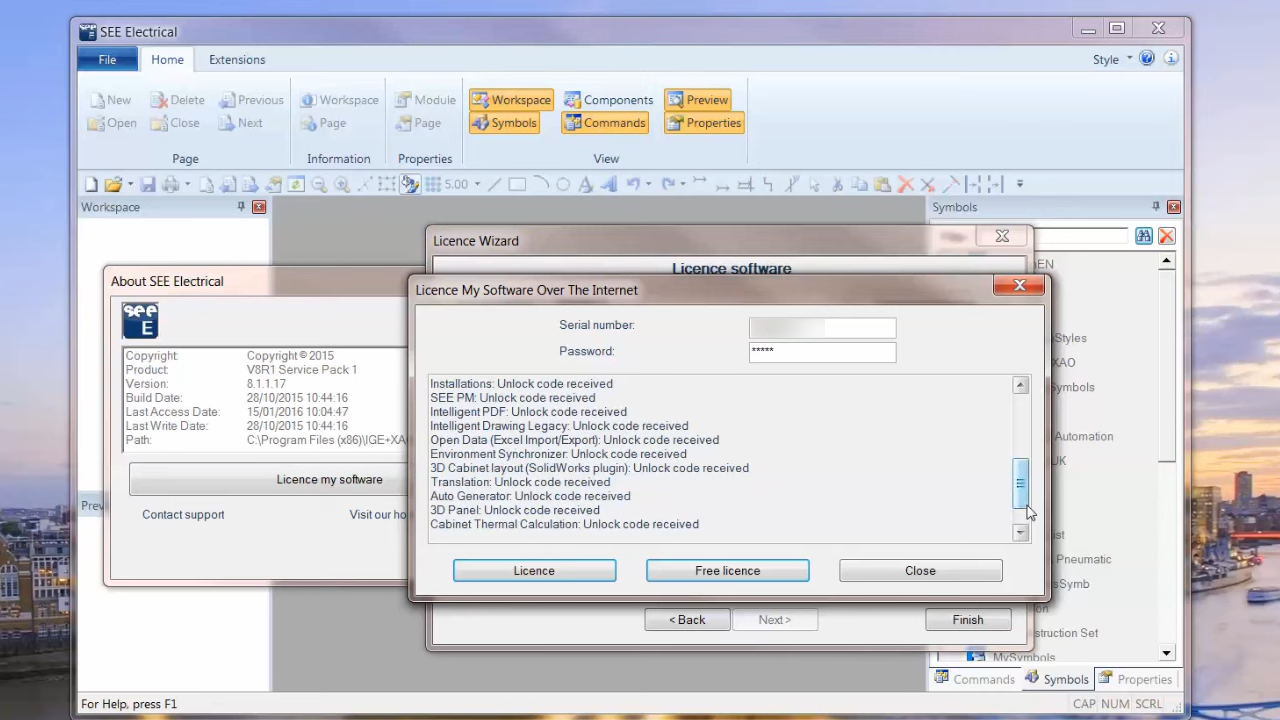 SEE Electrical
File Home Extensions Style
New Delete Previous Workspace Module Workspace Components Preview
Open Close Next Page Page Symbols Commands Properties
Page Information Properties View
5.00
Workspace
Symbols
Licence Wizard
Licence software
About SEE Electrical
see
E
Copyright: Copyright © 2015
Product: V8R1 Service Pack 1
Version: 8.1.1.17
Build Date: 28/10/2015 10:44:16
Last Access Date: 15/01/2016 10:04:47
Last Write Date: 28/10/2015 10:44:16
Path: C:\Program Files (x86)\IGE+XA
Licence my software
Contact support Visit our ho
Licence My Software Over The Internet
Serial number:
Password: *****
Installations: Unlock code received
SEE PM: Unlock code received
Intelligent PDF: Unlock code received
Intelligent Drawing Legacy: Unlock code received
Open Data (Excel Import/Export): Unlock code received
Environment Synchronizer: Unlock code received
3D Cabinet layout (SolidWorks plugin): Unlock code received
Translation: Unlock code received
Auto Generator: Unlock code received
3D Panel: Unlock code received
Cabinet Thermal Calculation: Unlock code received
Licence Free licence Close
< Back Next > Finish
EN
Styles
XAO
Symbols
Automation
UK
st
Pneumatic
sSymb
on
struction Set
MySymbols
Prev
Commands Symbols Properties
For Help, press F1
CAP NUM SCRL